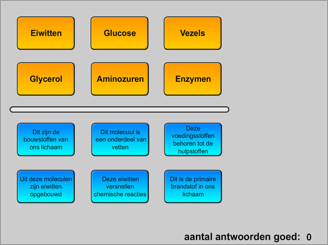 Eiwitten Glucose Vezels
Glycerol Aminozuren Enzymen
Dit zijn de
bouwstoffen van
ons lichaam
Dit molecuul is
een onderdeel van
vetten
Deze
voedingsstoffen
behoren tot de
hulpstoffen
Uit deze moleculen
zijn eiwitten
opgebouwd
Deze eiwitten
versnellen
chemische reacties
Dit is de primaire
brandstof in ons
lichaam
aantal antwoorden goed: 0